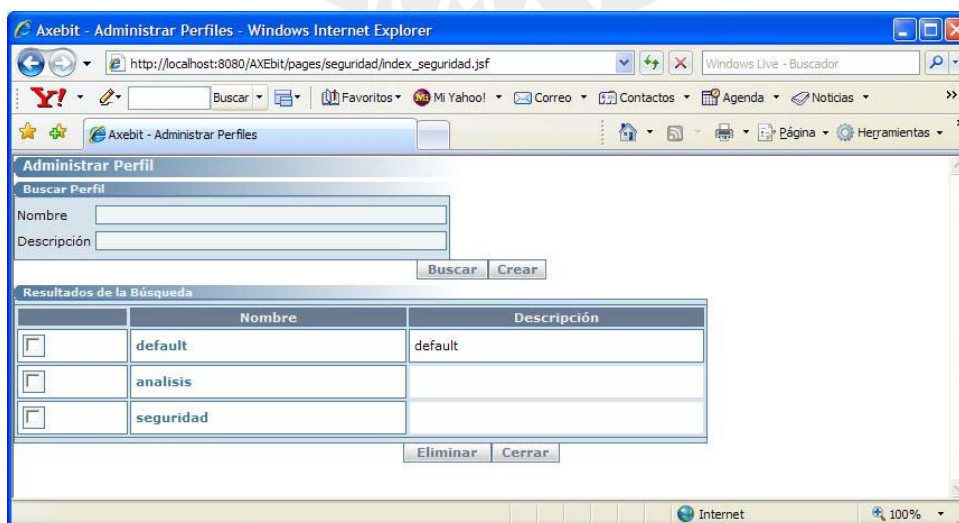 Axebit - Administrar Perfiles - Windows Internet Explorer
http://localhost:8080/AXEbit/pages/seguridad/index_seguridad.jsf
Windows Live - Buscador
Y! Buscar Favoritos Mi Yahoo! Correo Contactos Agenda Noticias »
Axebit - Administrar Perfiles
Página Herramientas
Administrar Perfil
Buscar Perfil
Nombre
Descripción
Buscar Crear
Resultados de la Búsqueda
Nombre Descripción
default default
analisis
seguridad
Eliminar Cerrar
Internet 100%